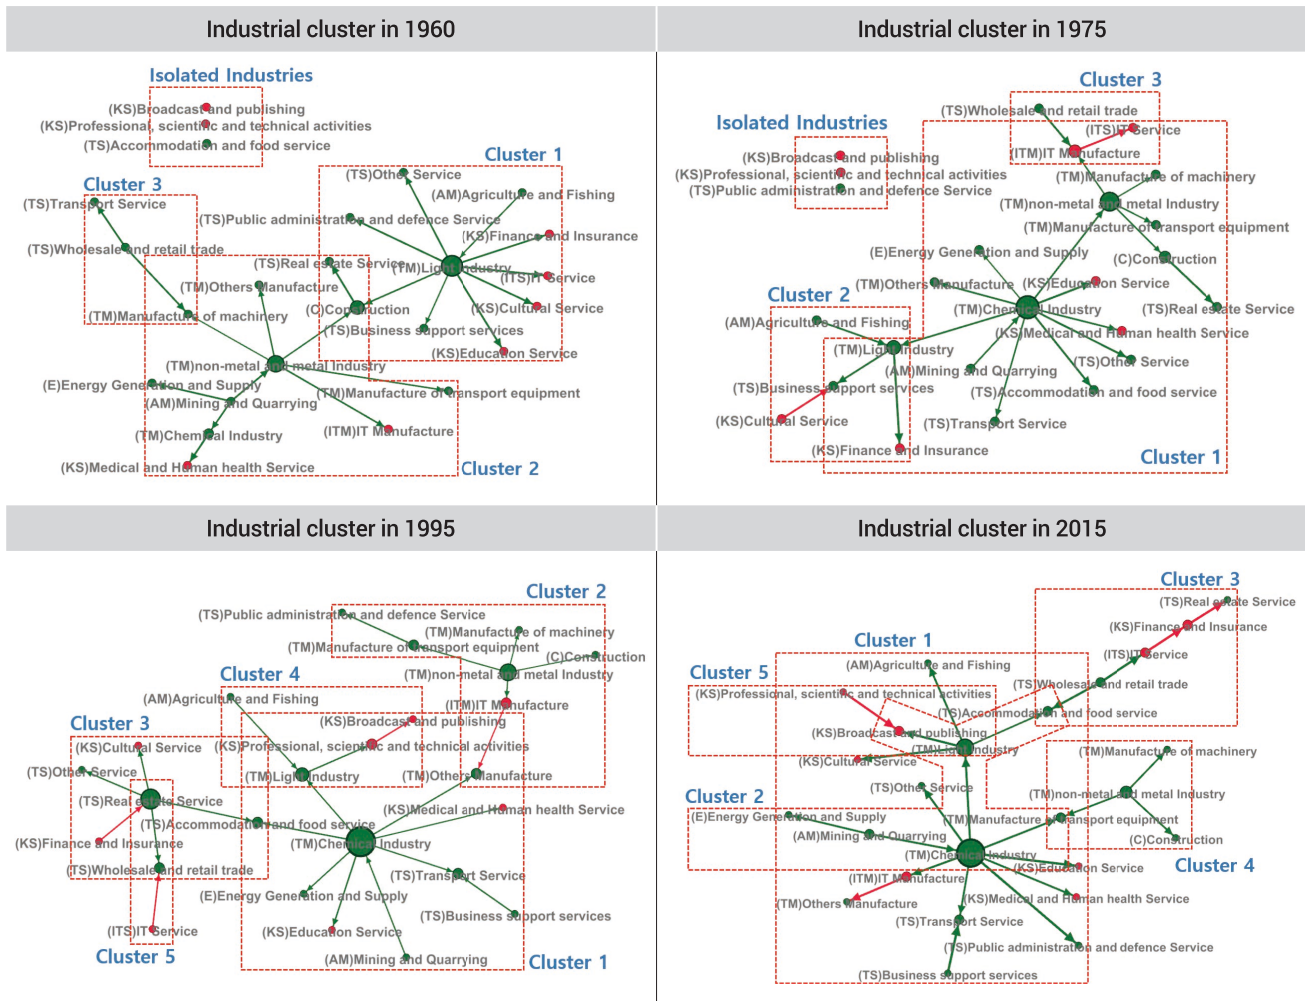 Industrial cluster in 1960
Isolated Industries
(KS)Broadcast and publishing
(KS)Professional, scientific and technical activities
(TS)Accommodation and food service
Cluster 1
(TS)Other Service
Cluster 3
(AM)Agriculture and Fishing
(TS)Transport Service
(TS)Public administration and defence Service
(KS)Finance and Insurance
(TS)Wholesale and retail trade
(TS)Real estate Service
(TM)Light Industry
(ITS)IT Service
(TM)Others Manufacture
(C)Construction
(KS)Cultural Service
(TM)Manufacture of machinery
(TS)Business support services
(KS)Education Service
(TM)non-metal and metal Industry
(E)Energy Generation and Supply
(TM)Manufacture of transport equipment
(AM)Mining and Quarrying
(ITM)IT Manufacture
(TM)Chemical Industry
(KS)Medical and Human health Service
Cluster 2
Industrial cluster in 1975
Cluster 3
(TS)Wholesale and retail trade
Isolated Industries
(ITS)IT Service
(KS)Broadcast and publishing
(ITM)IT Manufacture
(KS)Professional, scientific and technical activities
(TM)Manufacture of machinery
(TS)Public administration and defence Service
(TM)non-metal and metal Industry
(TM)Manufacture of transport equipment
(E)Energy Generation and Supply
(C)Construction
(TM)Others Manufacture
(KS)Education Service
Cluster 2
(TM)Chemical Industry
(TS)Real estate Service
(AM)Agriculture and Fishing
(KS)Medical and Human health Service
(TM)Light Industry
(TS)Other Service
(AM)Mining and Quarrying
(TS)Business support services
(TS)Accommodation and food service
(KS)Cultural Service
(TS)Transport Service
(KS)Finance and Insurance
Cluster 1
Industrial cluster in 1995
Cluster 2
(TS)Public administration and defence Service
(TM)Manufacture of machinery
(TM)Manufacture of transport equipment
(C)Construction
Cluster 4
(TM)non-metal and metal Industry
(AM)Agriculture and Fishing
(ITM)IT Manufacture
Cluster 3
(KS)Broadcast and publishing
(KS)Cultural Service
(KS)Professional, scientific and technical activities
(TS)Other Service
(TM)Light Industry
(TM)Others Manufacture
(TS)Real estate Service
(KS)Medical and Human health Service
(TS)Accommodation and food service
(KS)Finance and Insurance
(TM)Chemical Industry
(TS)Wholesale and retail trade
(TS)Transport Service
(E)Energy Generation and Supply
(TS)Business support services
(ITS)IT Service
(KS)Education Service
Cluster 5
(AM)Mining and Quarrying
Cluster 1
Industrial cluster in 2015
Cluster 3
(TS)Real estate Service
(KS)Finance and Insurance
Cluster 1
(ITS)IT Service
(AM)Agriculture and Fishing
Cluster 5
(TS)Wholesale and retail trade
(KS)Professional, scientific and technical activities
(TS)Accommodation and food service
(KS)Broadcast and publishing
(TM)Light Industry
(TM)Manufacture of machinery
(KS)Cultural Service
(TS)Other Service
(TM)non-metal and metal Industry
Cluster 2
(E)Energy Generation and Supply
(TM)Manufacture of transport equipment
(AM)Mining and Quarrying
(C)Construction
(TM)Chemical Industry
(KS)Education Service
Cluster 4
(ITM)IT Manufacture
(TM)Others Manufacture
(KS)Medical and Human health Service
(TS)Transport Service
(TS)Public administration and defence Service
(TS)Business support services